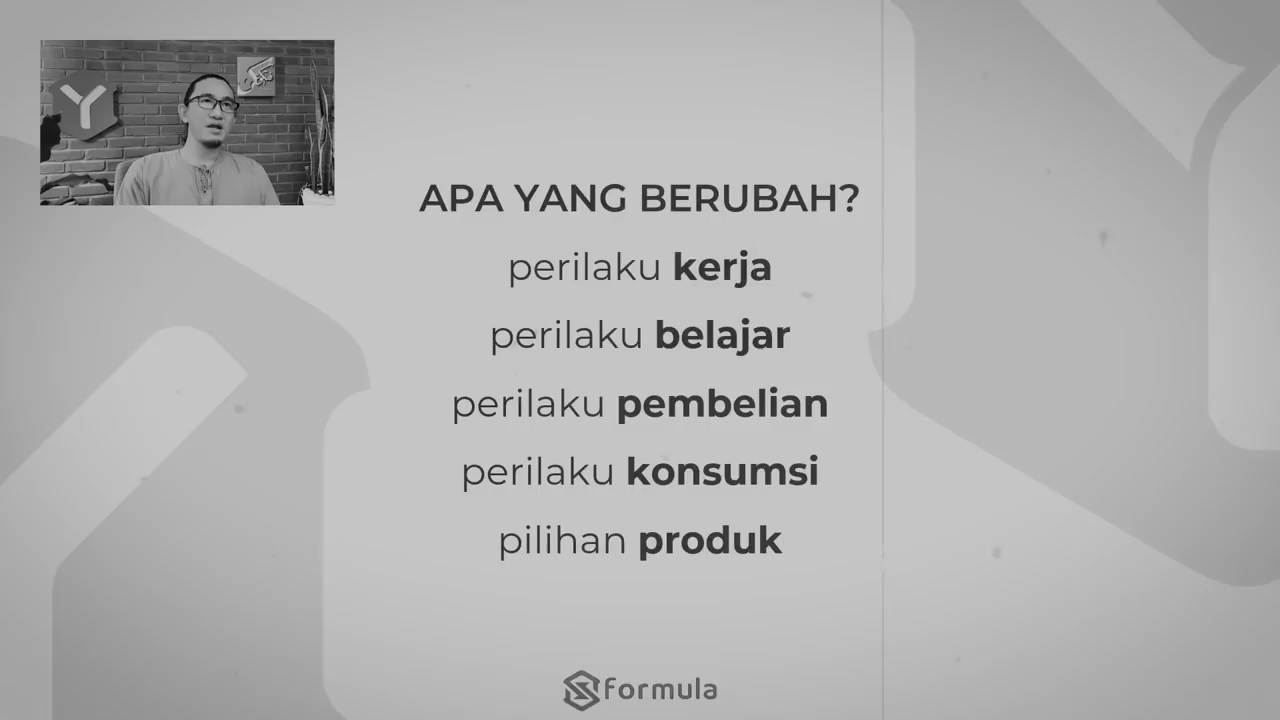 Y
APA YANG BERUBAH?
perilaku kerja
perilaku belajar
perilaku pembelian
perilaku konsumsi
pilihan produk
formula